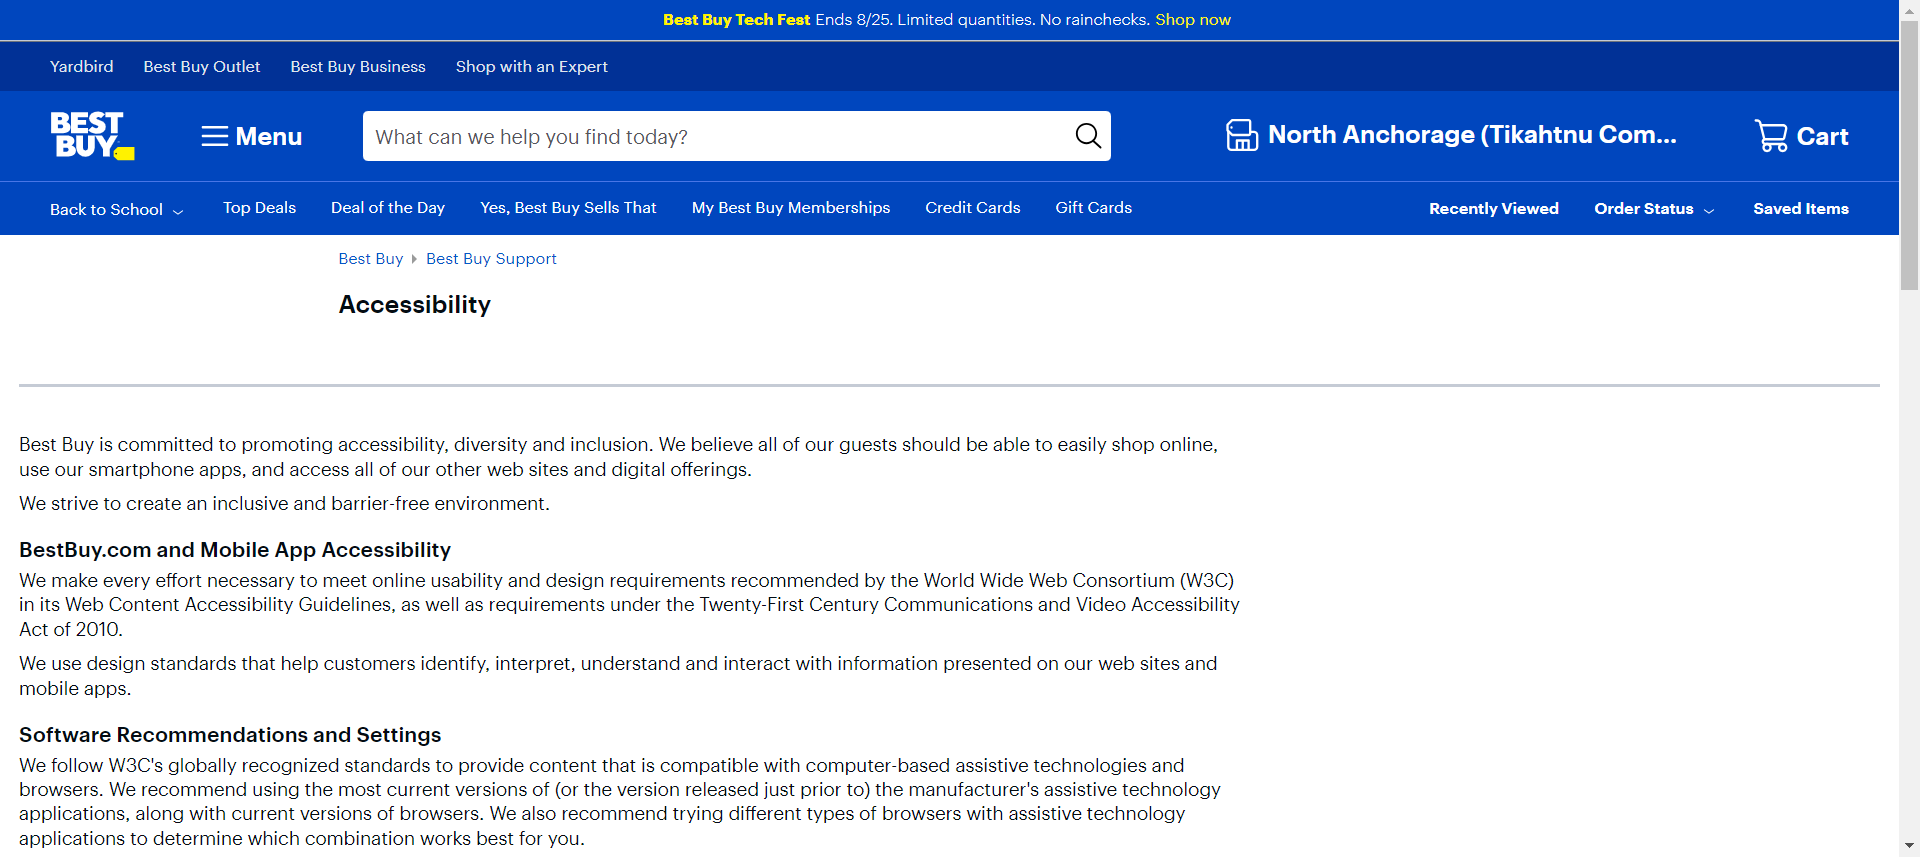 Best Buy Tech Fest Ends 8/25. Limited quantities. No rainchecks. Shop now
Yardbird Best Buy Outlet Best Buy Business Shop with an Expert
BEST
BUY
Menu What can we help you find today? North Anchorage (Tikahtnu Com... Cart
Back to School Top Deals Deal of the Day Yes, Best Buy Sells That My Best Buy Memberships Credit Cards Gift Cards Recently Viewed Order Status Saved Items
Best Buy Best Buy Support
Accessibility
Best Buy is committed to promoting accessibility, diversity and inclusion. We believe all of our guests should be able to easily shop online,
use our smartphone apps, and access all of our other web sites and digital offerings.
We strive to create an inclusive and barrier-free environment.
BestBuy.com and Mobile App Accessibility
We make every effort necessary to meet online usability and design requirements recommended by the World Wide Web Consortium (W3C)
in its Web Content Accessibility Guidelines, as well as requirements under the Twenty-First Century Communications and Video Accessibility
Act of 2010.
We use design standards that help customers identify, interpret, understand and interact with information presented on our web sites and
mobile apps.
Software Recommendations and Settings
We follow W3C's globally recognized standards to provide content that is compatible with computer-based assistive technologies and
browsers. We recommend using the most current versions of (or the version released just prior to) the manufacturer's assistive technology
applications, along with current versions of browsers. We also recommend trying different types of browsers with assistive technology
applications to determine which combination works best for you.